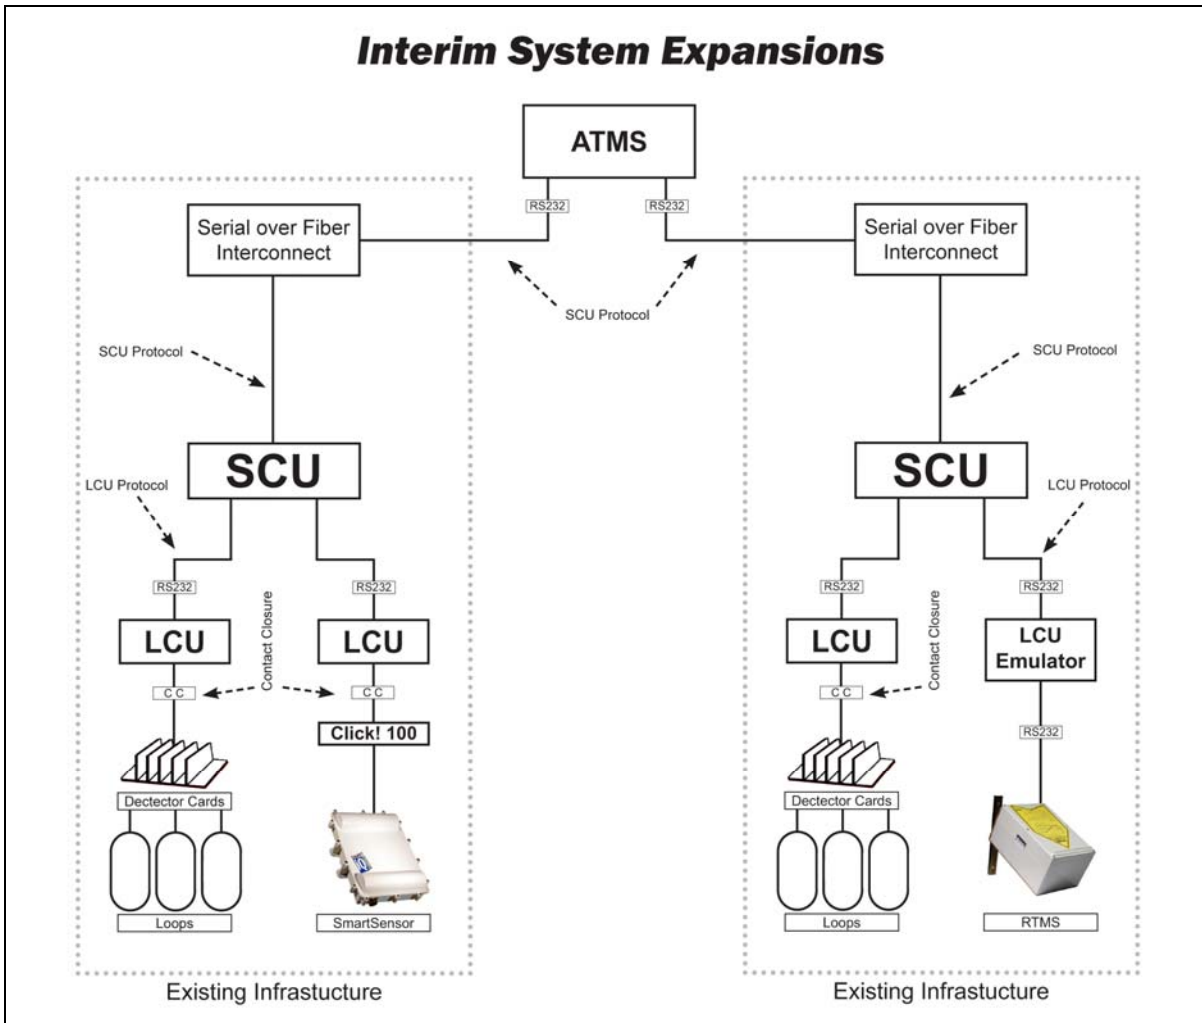 Interim System Expansions
ATMS
RS232
RS232
Serial over Fiber
Interconnect
Serial over Fiber
Interconnect
SCU Protocol
SCU Protocol
SCU Protocol
SCU
SCU
LCU Protocol
LCU Protocol
RS232
RS232
RS232
RS232
Contact Closure
Contact Closure
LCU
LCU
LCU
LCU
Emulator
C C
C C
C C
Click! 100
RS232
Dectector Cards
Dectector Cards
Loops
SmartSensor
Loops
RTMS
Existing Infrastucture
Existing Infrastucture